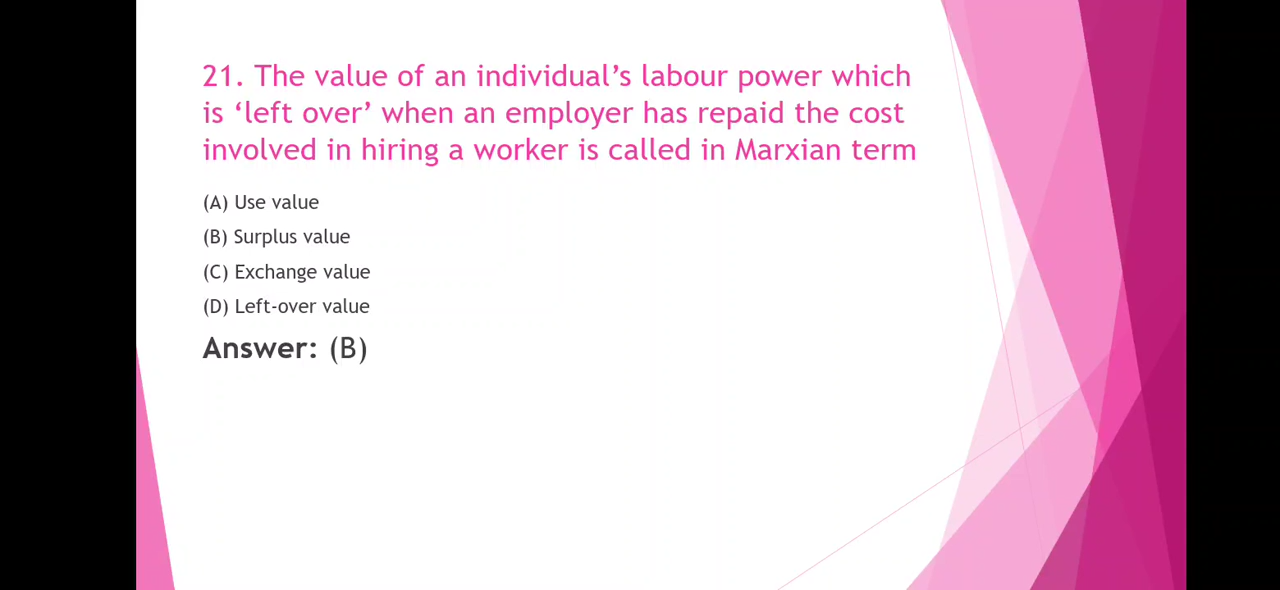 21. The value of an individual’s labour power which
is ‘left over’ when an employer has repaid the cost
involved in hiring a worker is called in Marxian term
(A) Use value
(B) Surplus value
(C) Exchange value
(D) Left-over value
Answer: (B)